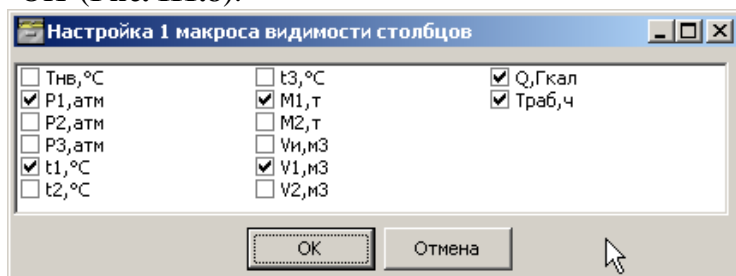 Настройка 1 макроса видимости столбцов
Тнв,°C
P1,атм
P2,атм
P3,атм
t1,°C
t2,°C
t3,°C
M1,т
M2,т
Vи,м3
V1,м3
V2,м3
Q,Гкал
Tраб,ч
OK
Отмена